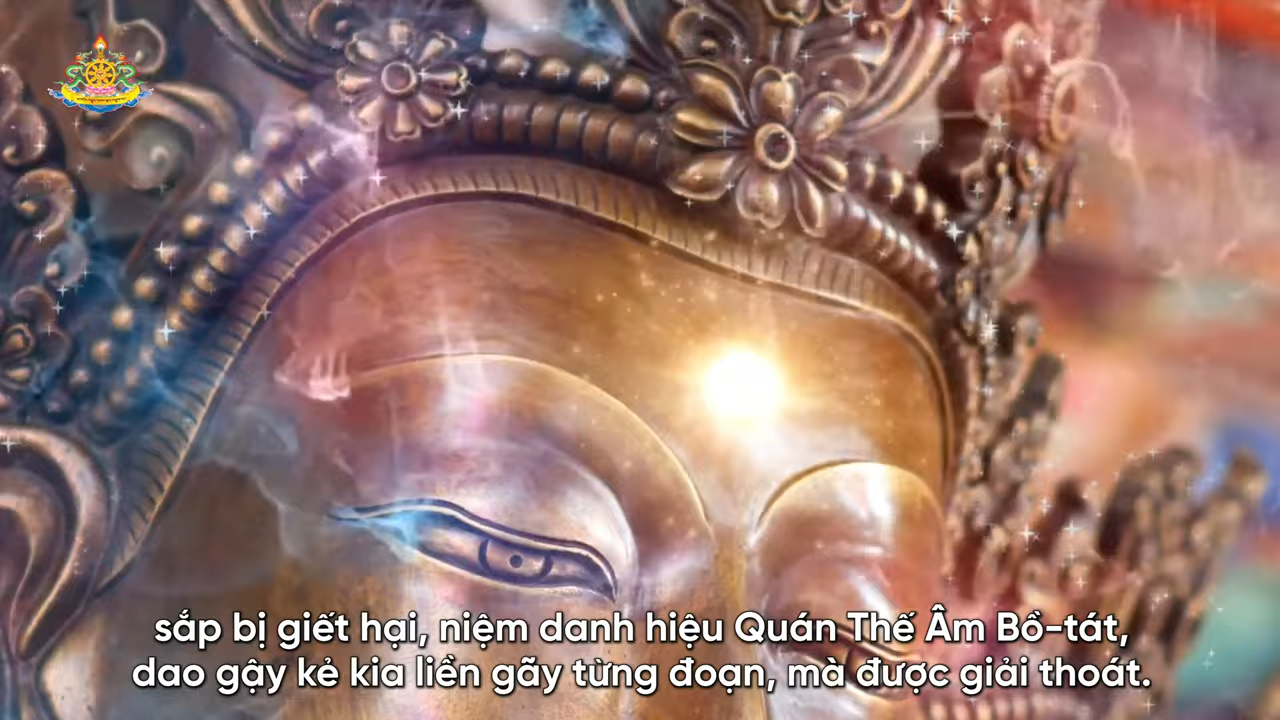 sắp bị giết hại, niệm danh hiệu Quán Thế Âm Bồ-tát,
dao gậy kẻ kia liền gãy từng đoạn, mà được giải thoát.